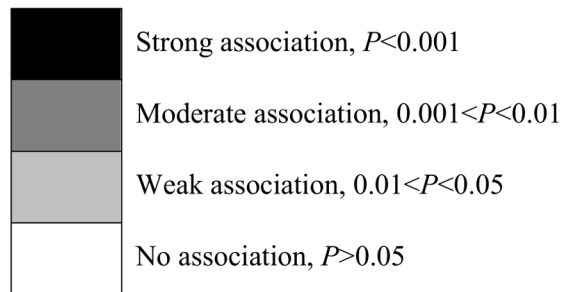 Strong association, P<0.001
Moderate association, 0.001<P<0.01
Weak association, 0.01<P<0.05
No association, P>0.05